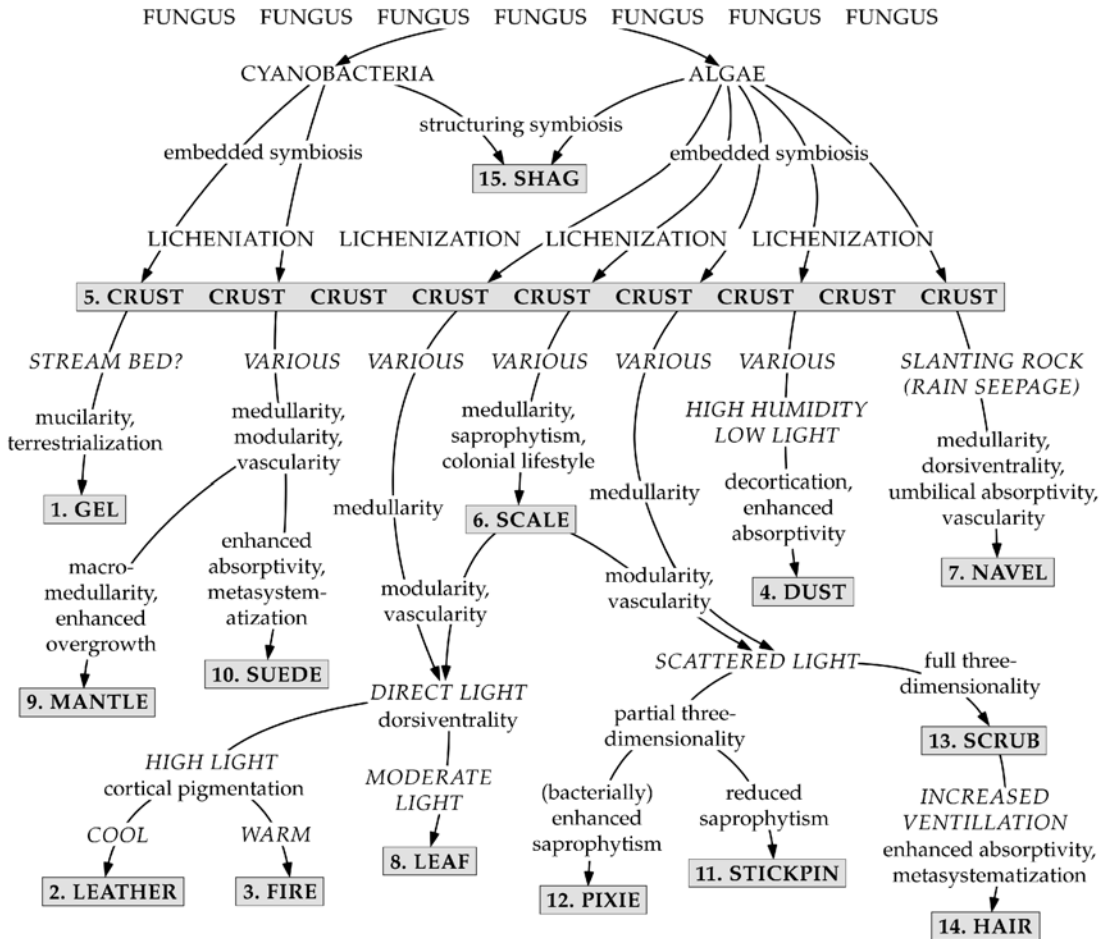 FUNGUS FUNGUS FUNGUS FUNGUS FUNGUS FUNGUS FUNGUS
CYANOBACTERIA
ALGAE
structuring symbiosis
embedded symbiosis
embedded symbiosis
15. SHAG
LICHENIATION LICHENIZATION LICHENIZATION LICHENIZATION
5. CRUST CRUST CRUST CRUST CRUST CRUST CRUST CRUST CRUST
STREAM BED?
mucilarity,
terrestrialization
1. GEL
VARIOUS
medullarity,
modularity,
vascularity
macro-
medullarity,
enhanced
overgrowth
9. MANTLE
enhanced
absorptivity,
metasystem-
atization
10. SUEDE
VARIOUS
medullarity
VARIOUS
medullarity,
saprophytism,
colonial lifestyle
6. SCALE
modularity,
vascularity
VARIOUS
medullarity
modularity,
vascularity
VARIOUS
HIGH HUMIDITY
LOW LIGHT
decortication,
enhanced
absorptivity
4. DUST
SLANTING ROCK
(RAIN SEEPAGE)
medullarity,
dorsiventrality,
umbilical absorptivity,
vascularity
7. NAVEL
DIRECT LIGHT
dorsiventrality
HIGH LIGHT
cortical pigmentation
COOL
WARM
2. LEATHER
3. FIRE
MODERATE
LIGHT
8. LEAF
SCATTERED LIGHT
partial three-
dimensionality
(bacterially)
enhanced
saprophytism
12. PIXIE
reduced
saprophytism
11. STICKPIN
full three-
dimensionality
13. SCRUB
INCREASED
VENTILLATION
enhanced absorptivity,
metasystematization
14. HAIR